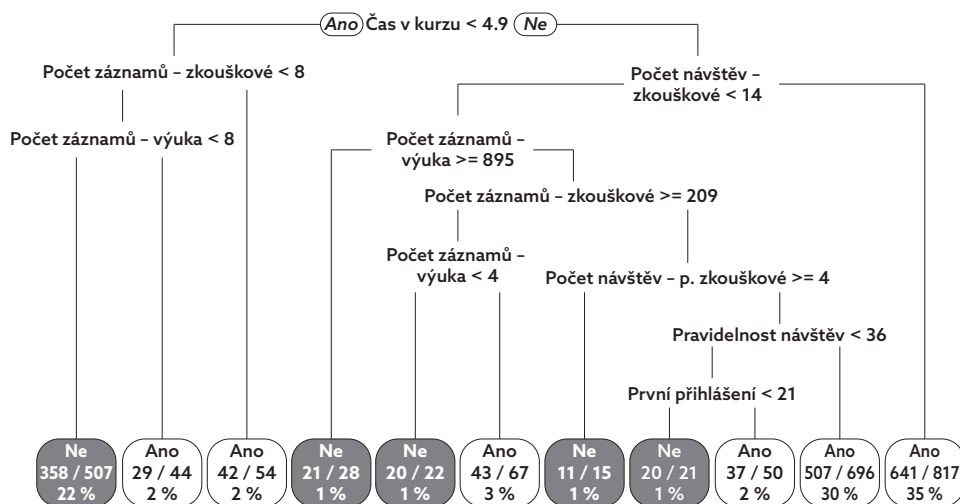 Ano Čas v kurzu < 4.9 Ne
Počet záznamů – zkouškové < 8
Počet návštěv –
zkouškové < 14
Počet záznamů – výuka < 8
Počet záznamů –
výuka >= 895
Počet záznamů – zkouškové >= 209
Počet záznamů –
výuka < 4
Počet návštěv – p. zkouškové >= 4
Pravidelnost návštěv < 36
První přihlášení < 21
Ne
358 / 507
22 %
Ano
29 / 44
2 %
Ano
42 / 54
2 %
Ne
21 / 28
1 %
Ne
20 / 22
1 %
Ano
43 / 67
3 %
Ne
11 / 15
1 %
Ne
20 / 21
1 %
Ano
37 / 50
2 %
Ano
507 / 696
30 %
Ano
641 / 817
35 %